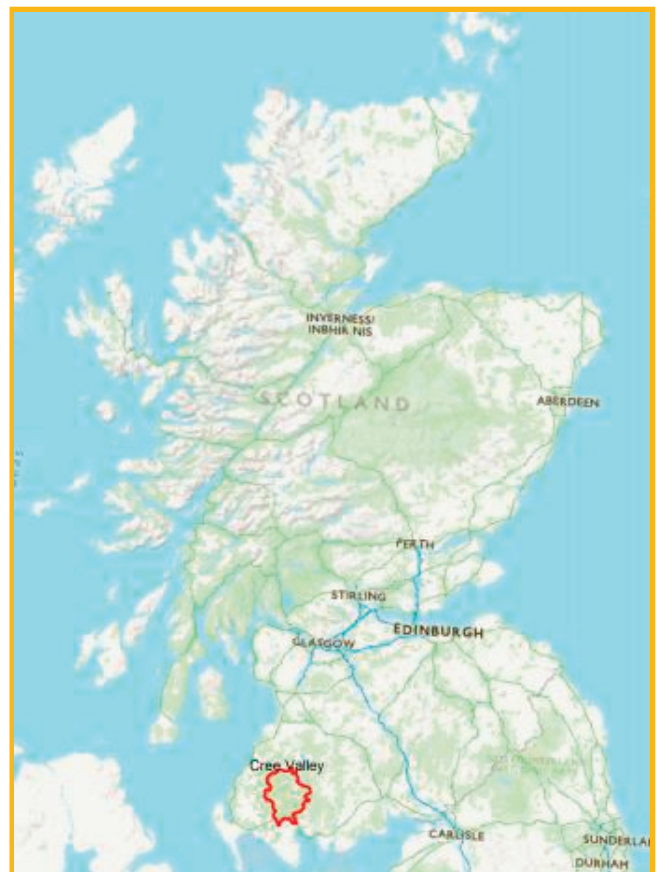 INVERNESS/
INBHIR NIS
SCOTLAND
ABERDEEN
PERTH
STIRLING
EDINBURGH
GLASGOW
Cree Valley
CARLISLE
SUNDERLA
DURHAM